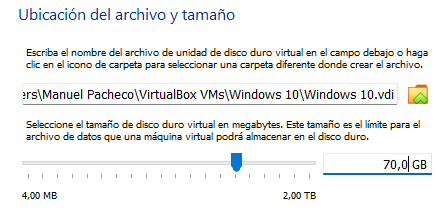 Ubicación del archivo y tamaño
Escriba el nombre del archivo de unidad de disco duro virtual en el campo debajo o haga
clic en el icono de carpeta para seleccionar una carpeta diferente donde crear el archivo.
ers\Manuel Pacheco\VirtualBox VMs\Windows 10\Windows 10.vdi
Seleccione el tamaño de disco duro virtual en megabytes. Este tamaño es el límite para el
archivo de datos que una máquina virtual podrá almacenar en el disco duro.
70,0 GB
4,00 MB 2,00 TB